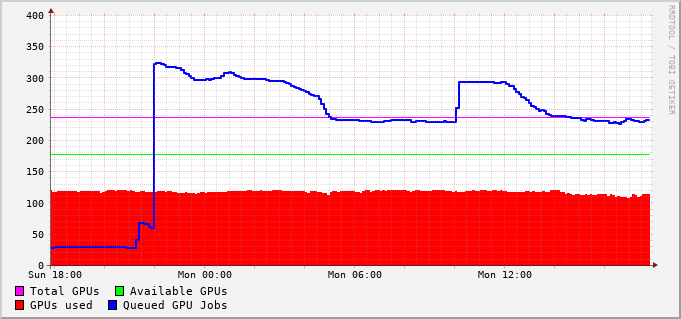 400
350
300
250
200
150
100
50
0
Sun 18:00 Mon 00:00 Mon 06:00 Mon 12:00
Total GPUs Available GPUs
GPUs used Queued GPU Jobs
RRDTOOL / TOBI OETIKER